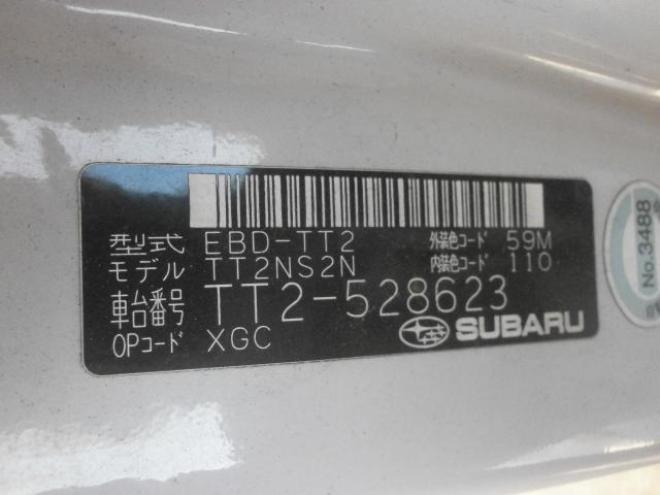 型式 EBD-TT2 外装色コード 59M
モデル TT2NS2N 内装色コード 110
車台番号 TT2-528623
OPコード XGC SUBARU
No.3488